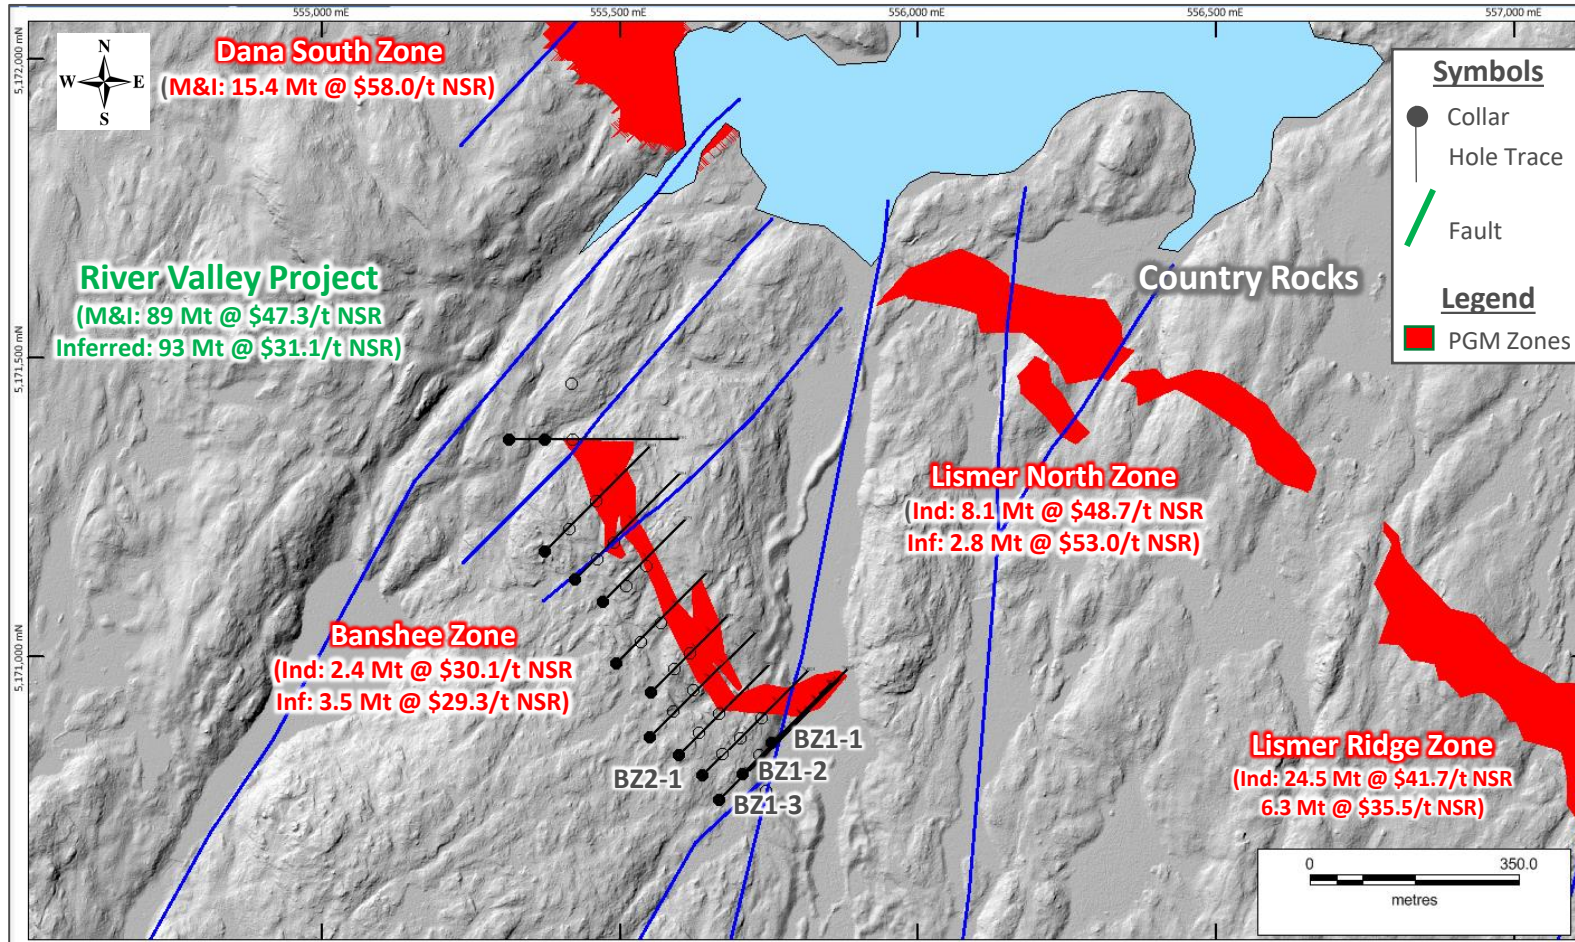 555,000 mE
555,500 mE
556,000 mE
556,500 mE
557,000 mE
5,172,000 mN
5,171,500 mN
5,171,000 mN
N
W E
S
Dana South Zone
(M&I: 15.4 Mt @ $58.0/t NSR)
River Valley Project
(M&I: 89 Mt @ $47.3/t NSR
Inferred: 93 Mt @ $31.1/t NSR)
Country Rocks
Symbols
Collar
Hole Trace
Fault
Legend
PGM Zones
Lismer North Zone
(Ind: 8.1 Mt @ $48.7/t NSR
Inf: 2.8 Mt @ $53.0/t NSR)
Banshee Zone
(Ind: 2.4 Mt @ $30.1/t NSR
Inf: 3.5 Mt @ $29.3/t NSR)
BZ1-1
BZ2-1
BZ1-2
BZ1-3
Lismer Ridge Zone
(Ind: 24.5 Mt @ $41.7/t NSR
6.3 Mt @ $35.5/t NSR)
0 350.0
metres